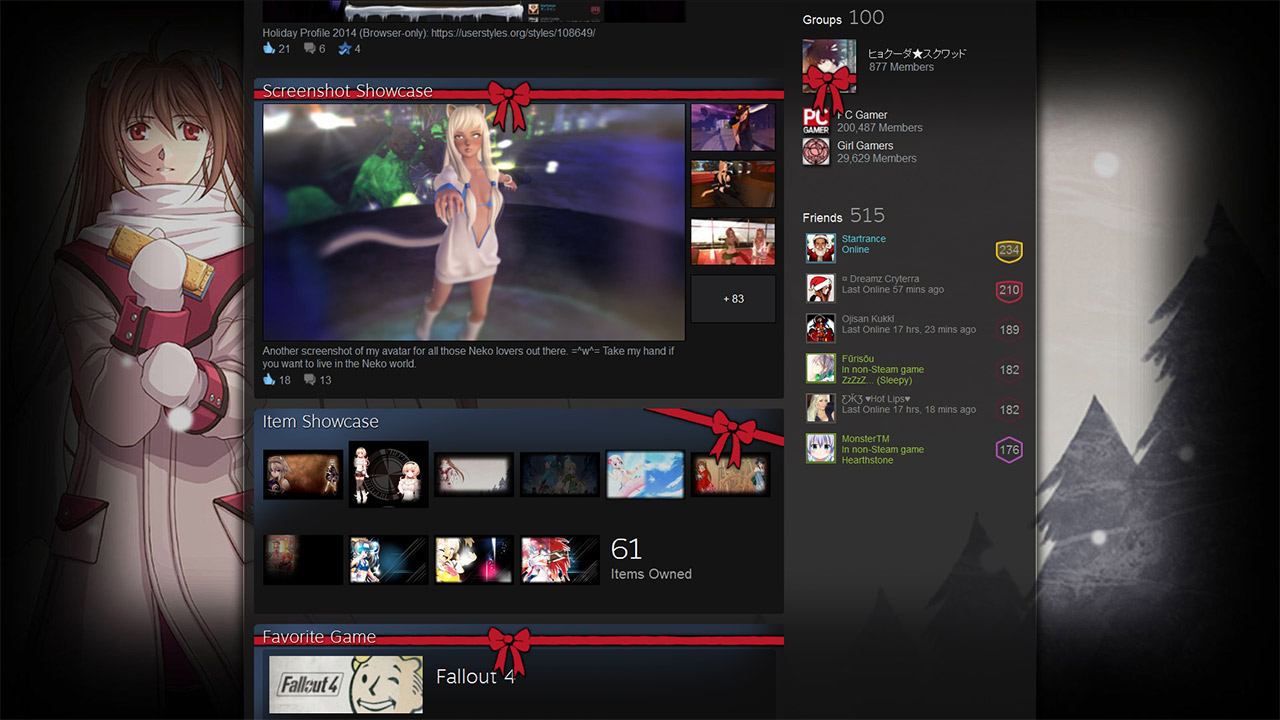 Holiday Profile 2014 (Browser-only): https://userstyles.org/styles/108649/
21 6 4
Screenshot Showcase
+ 83
Another screenshot of my avatar for all those Neko lovers out there. =^w^= Take my hand if
you want to live in the Neko world.
18 13
Item Showcase
61
Items Owned
Favorite Game
Fallout 4
Fallout 4
Groups 100
ヒョクーダ★スクワッド
877 Members
PC GAMER
PC Gamer
200,487 Members
Girl Gamers
29,629 Members
Friends 515
Startrance
Online
234
¤ Dreamz Cryterra
Last Online 57 mins ago
210
Ojisan Kukki
Last Online 17 hrs, 23 mins ago
189
Fűrisōu
In non-Steam game
ZzZzZ... (Sleepy)
182
Ƹ̵̡Ӝ̵̨̄Ʒ ♥Hot Lips♥
Last Online 17 hrs, 18 mins ago
182
MonsterTM
In non-Steam game
Hearthstone
176